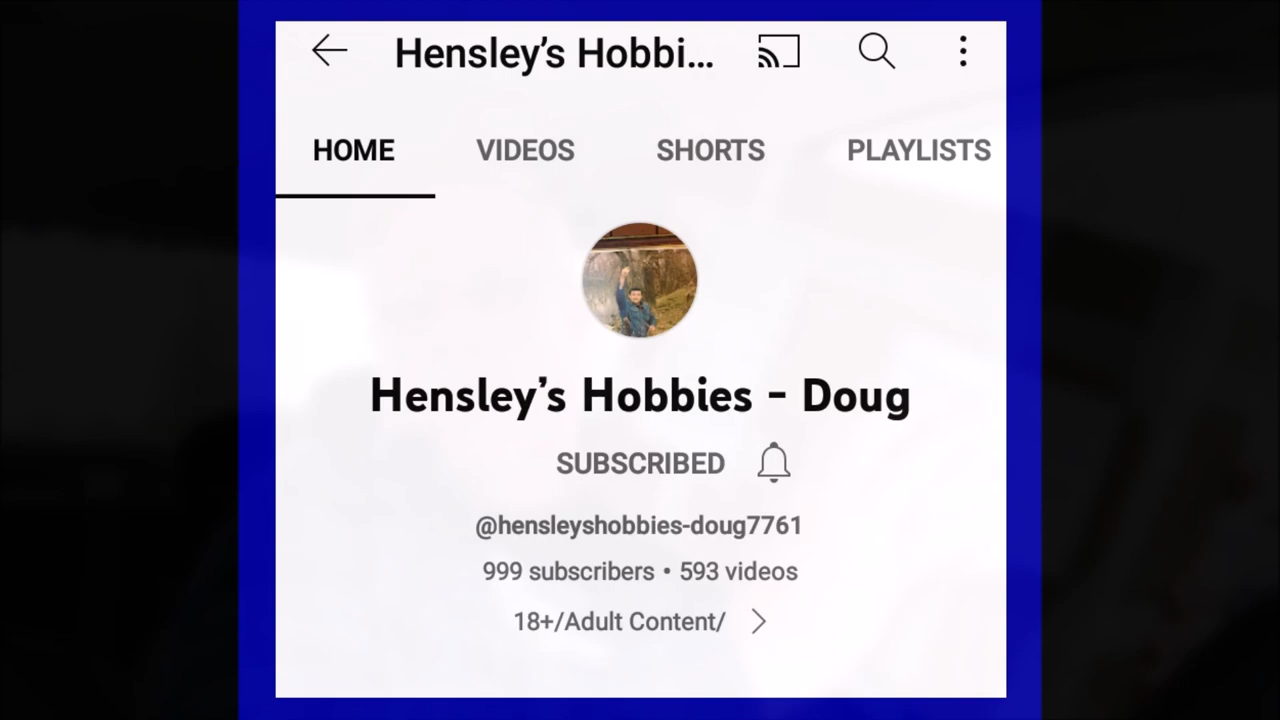 Hensley's Hobbi...
HOME VIDEOS SHORTS PLAYLISTS
Hensley's Hobbies - Doug
SUBSCRIBED
@hensleyshobbies-doug7761
999 subscribers • 593 videos
18+/Adult Content/